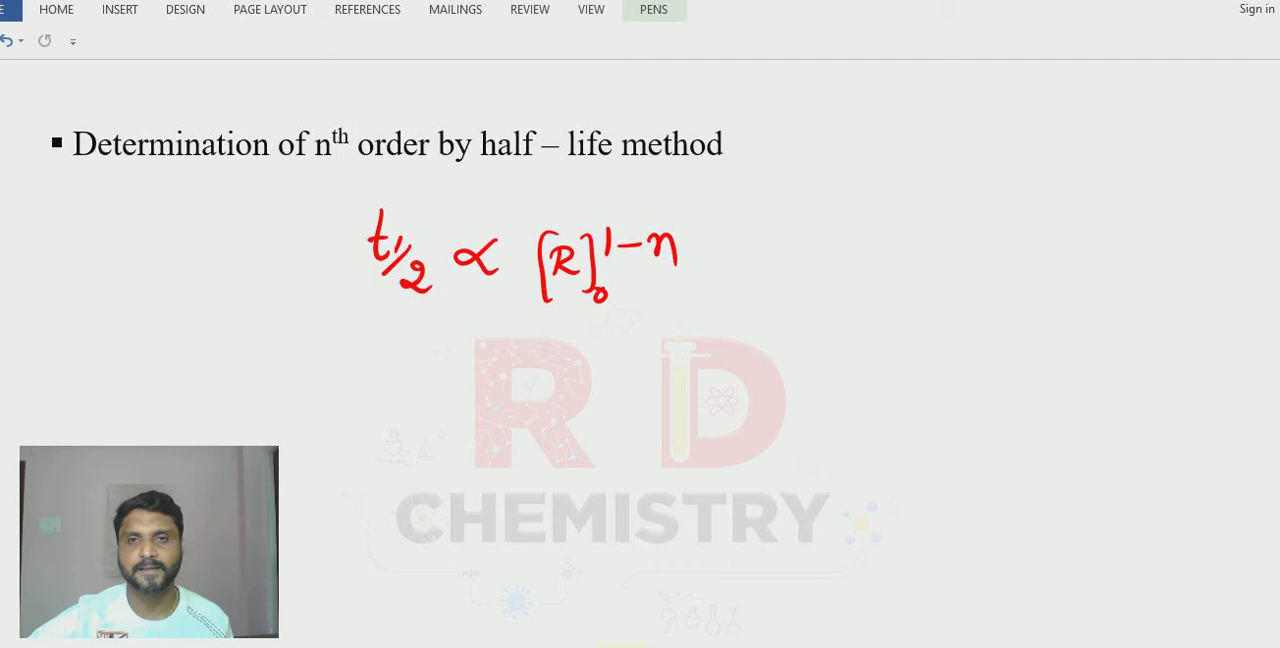 HOME INSERT DESIGN PAGE LAYOUT REFERENCES MAILINGS REVIEW VIEW PENS Sign in
▪ Determination of nth order by half – life method
t1/2 ∝ [R]₀^1–n
R D
CHEMISTRY
H2O